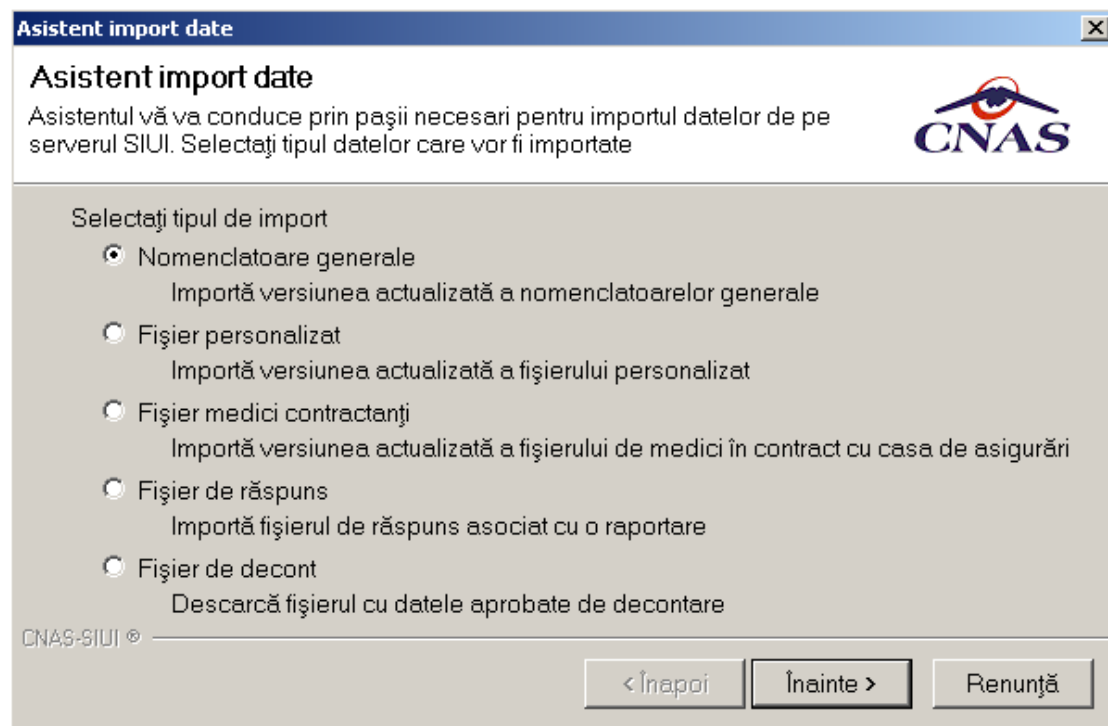 Asistent import date
Asistent import date
Asistentul vă va conduce prin paşii necesari pentru importul datelor de pe
serverul SIUI. Selectaţi tipul datelor care vor fi importate
CNAS
Selectaţi tipul de import
Nomenclatoare generale
Importă versiunea actualizată a nomenclatoarelor generale
Fişier personalizat
Importă versiunea actualizată a fişierului personalizat
Fişier medici contractanţi
Importă versiunea actualizată a fişierului de medici în contract cu casa de asigurări
Fişier de răspuns
Importă fişierul de răspuns asociat cu o raportare
Fişier de decont
Descarcă fişierul cu datele aprobate de decontare
CNAS-SIUI ®
< Înapoi
Înainte >
Renunţă